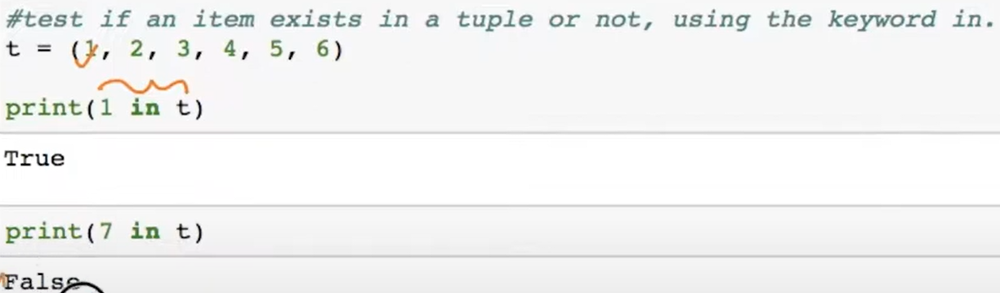 #test if an item exists in a tuple or not, using the keyword in.
t = (1, 2, 3, 4, 5, 6)
print(1 in t)
True
print(7 in t)
False